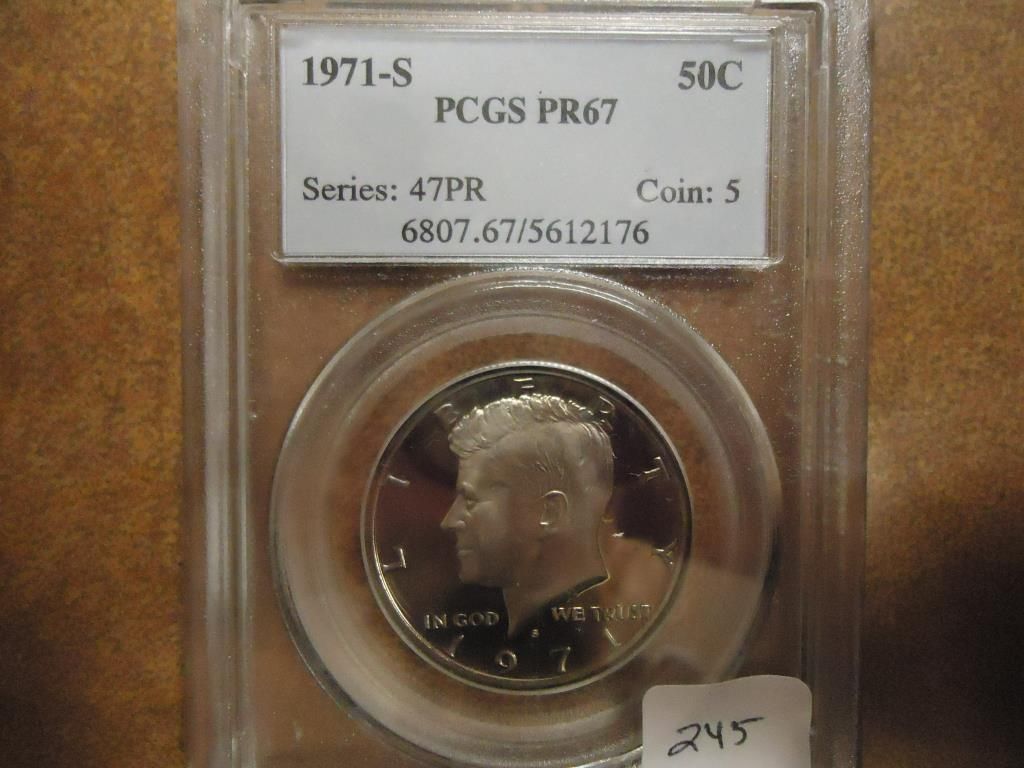 1971-S 50C
PCGS PR67
Series: 47PR Coin: 5
6807.67/5612176
LIBERTY
IN GOD WE TRUST
S
1971
245